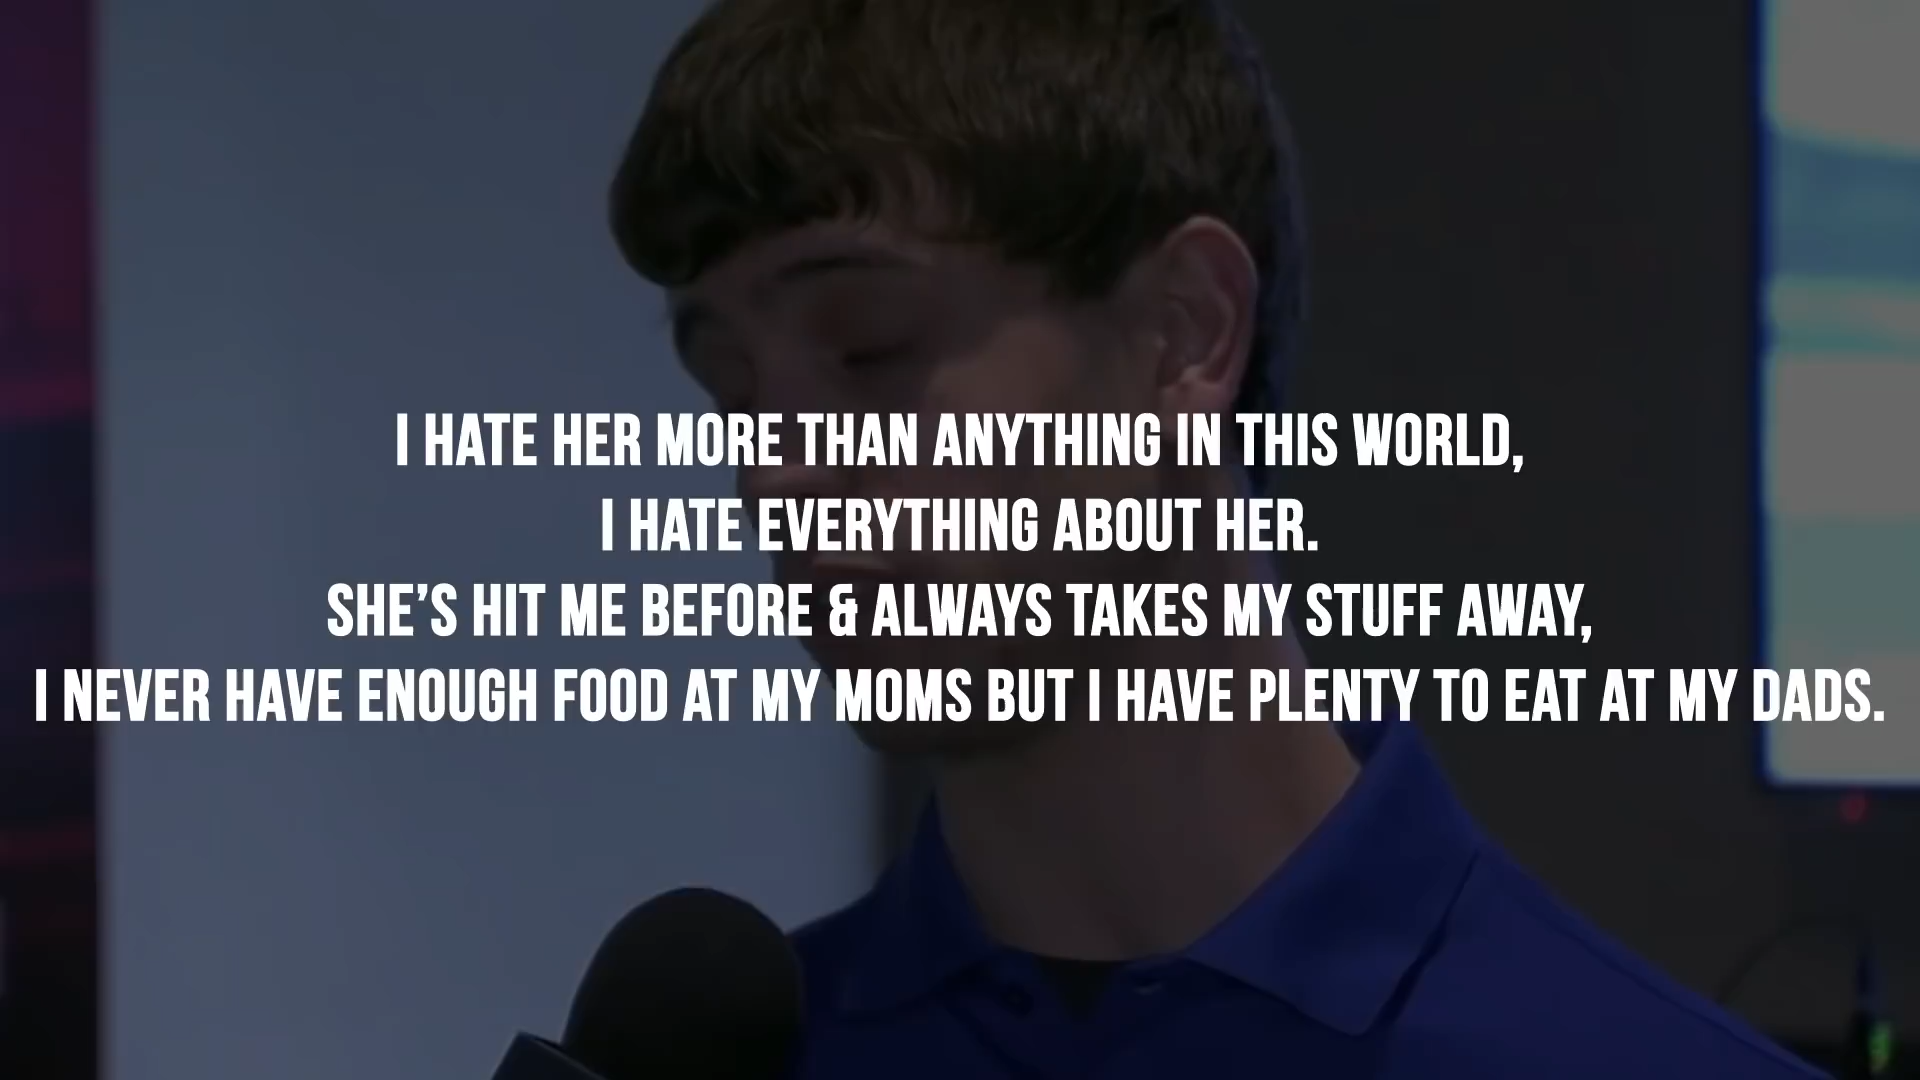 I HATE HER MORE THAN ANYTHING IN THIS WORLD,
I HATE EVERYTHING ABOUT HER.
SHE’S HIT ME BEFORE & ALWAYS TAKES MY STUFF AWAY,
I NEVER HAVE ENOUGH FOOD AT MY MOMS BUT I HAVE PLENTY TO EAT AT MY DADS.